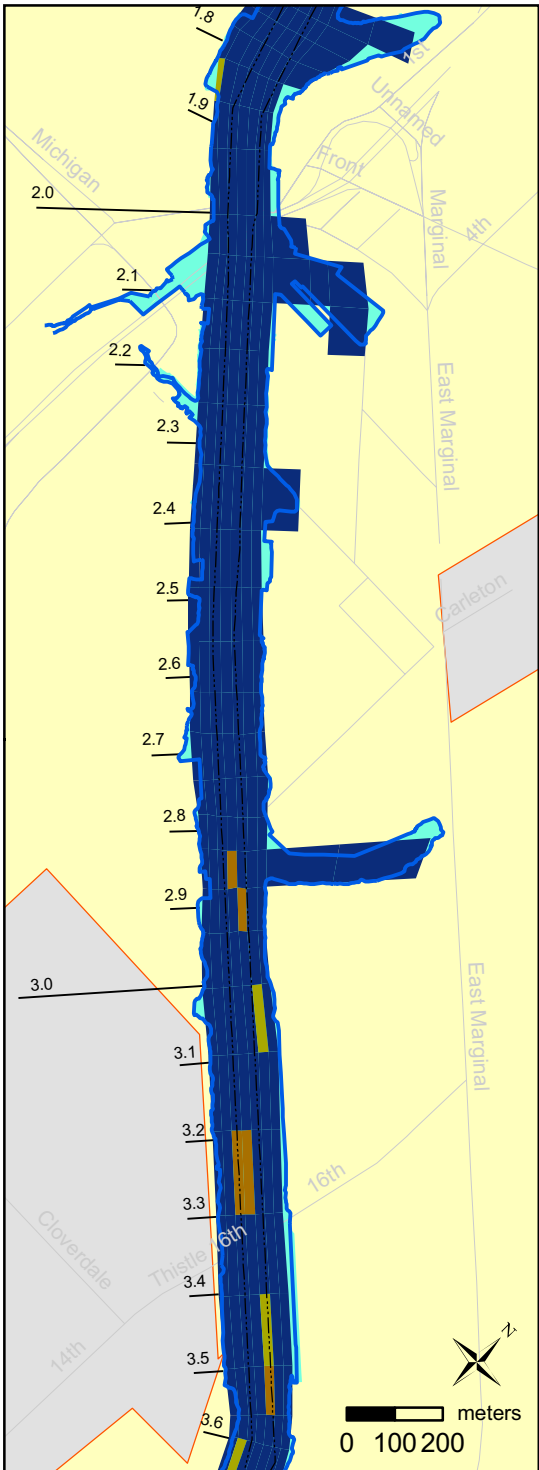 1.8
1st
1.9
Unnamed
Michigan
Front
2.0
Marginal
4th
2.1
2.2
East Marginal
2.3
2.4
2.5
Carleton
2.6
2.7
2.8
2.9
3.0
East Marginal
3.1
3.2
16th
3.3
Cloverdale
Thistle 16th
3.4
14th
3.5
N
3.6
meters
0 100 200